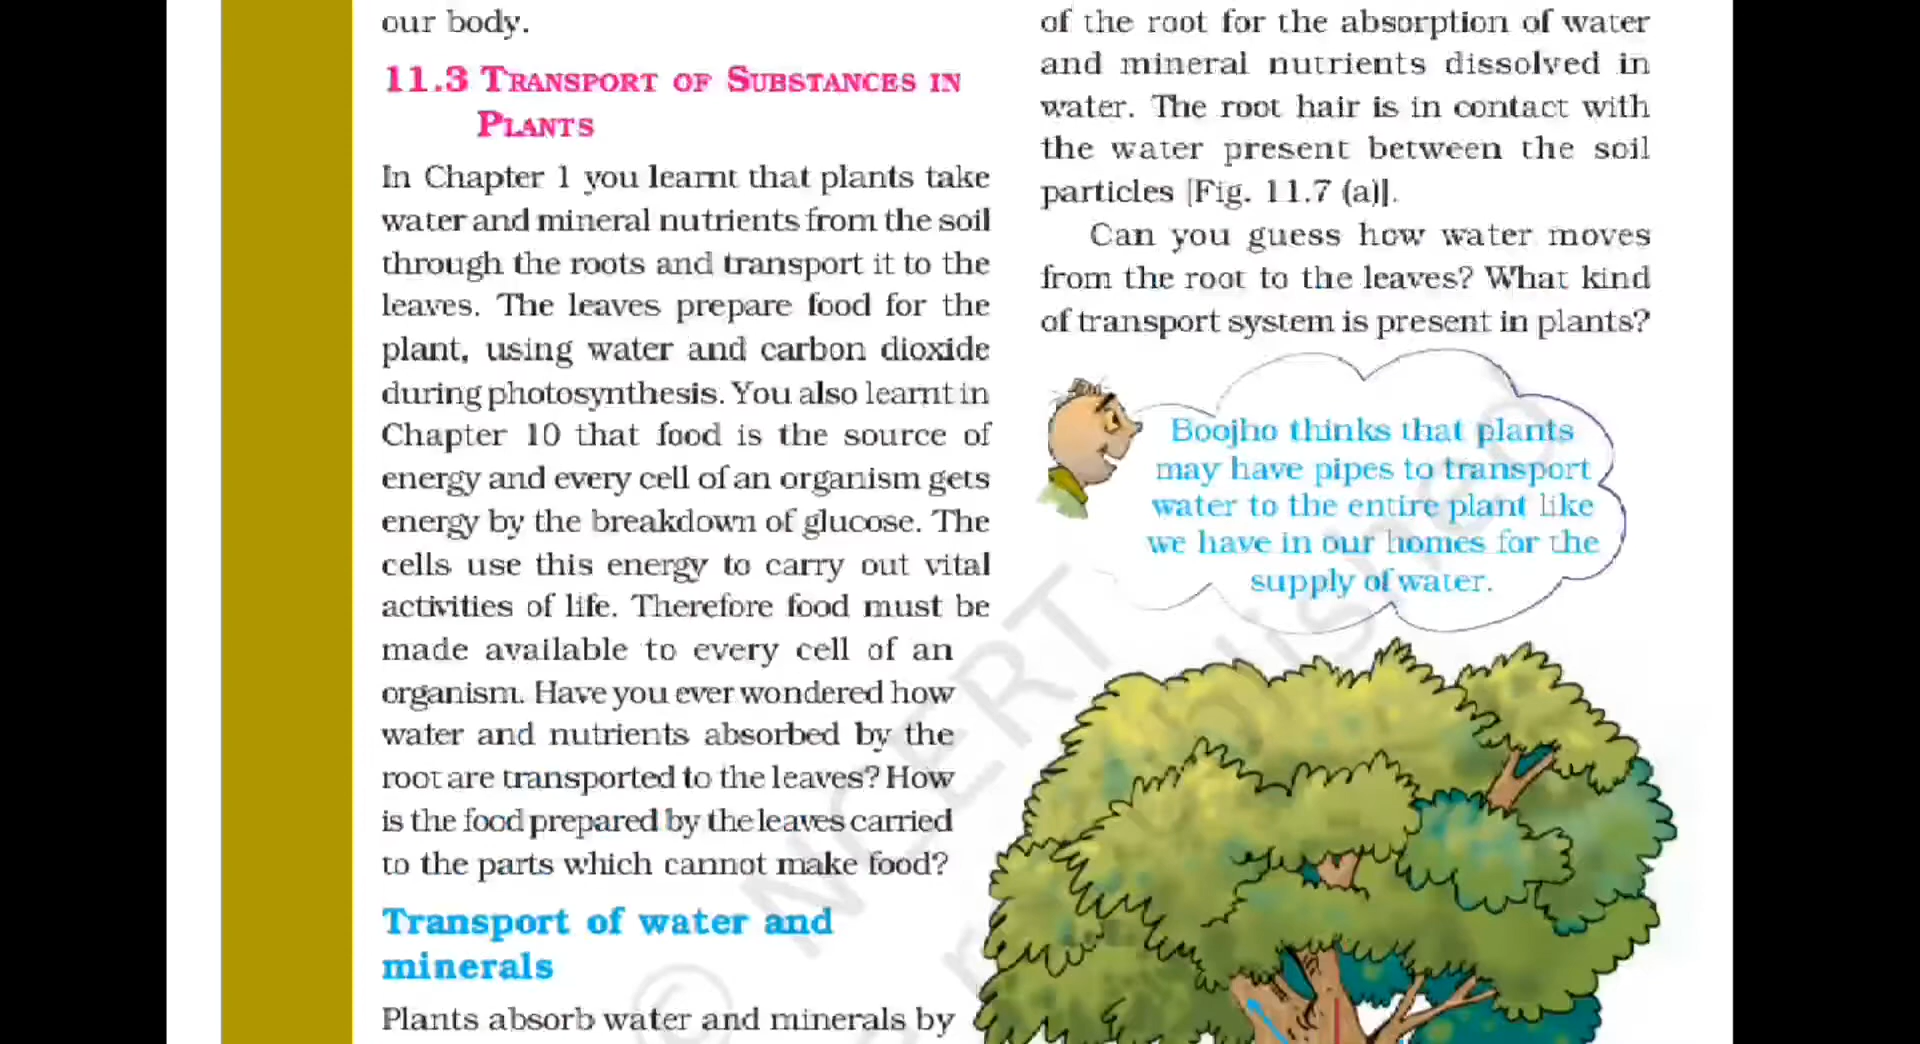 our body.
11.3 TRANSPORT OF SUBSTANCES IN
PLANTS
In Chapter 1 you learnt that plants take
water and mineral nutrients from the soil
through the roots and transport it to the
leaves. The leaves prepare food for the
plant, using water and carbon dioxide
during photosynthesis. You also learnt in
Chapter 10 that food is the source of
energy and every cell of an organism gets
energy by the breakdown of glucose. The
cells use this energy to carry out vital
activities of life. Therefore food must be
made available to every cell of an
organism. Have you ever wondered how
water and nutrients absorbed by the
root are transported to the leaves? How
is the food prepared by the leaves carried
to the parts which cannot make food?
Transport of water and
minerals
Plants absorb water and minerals by
of the root for the absorption of water
and mineral nutrients dissolved in
water. The root hair is in contact with
the water present between the soil
particles [Fig. 11.7 (a)].
Can you guess how water moves
from the root to the leaves? What kind
of transport system is present in plants?
Boojho thinks that plants
may have pipes to transport
water to the entire plant like
we have in our homes for the
supply of water.
© NCERT